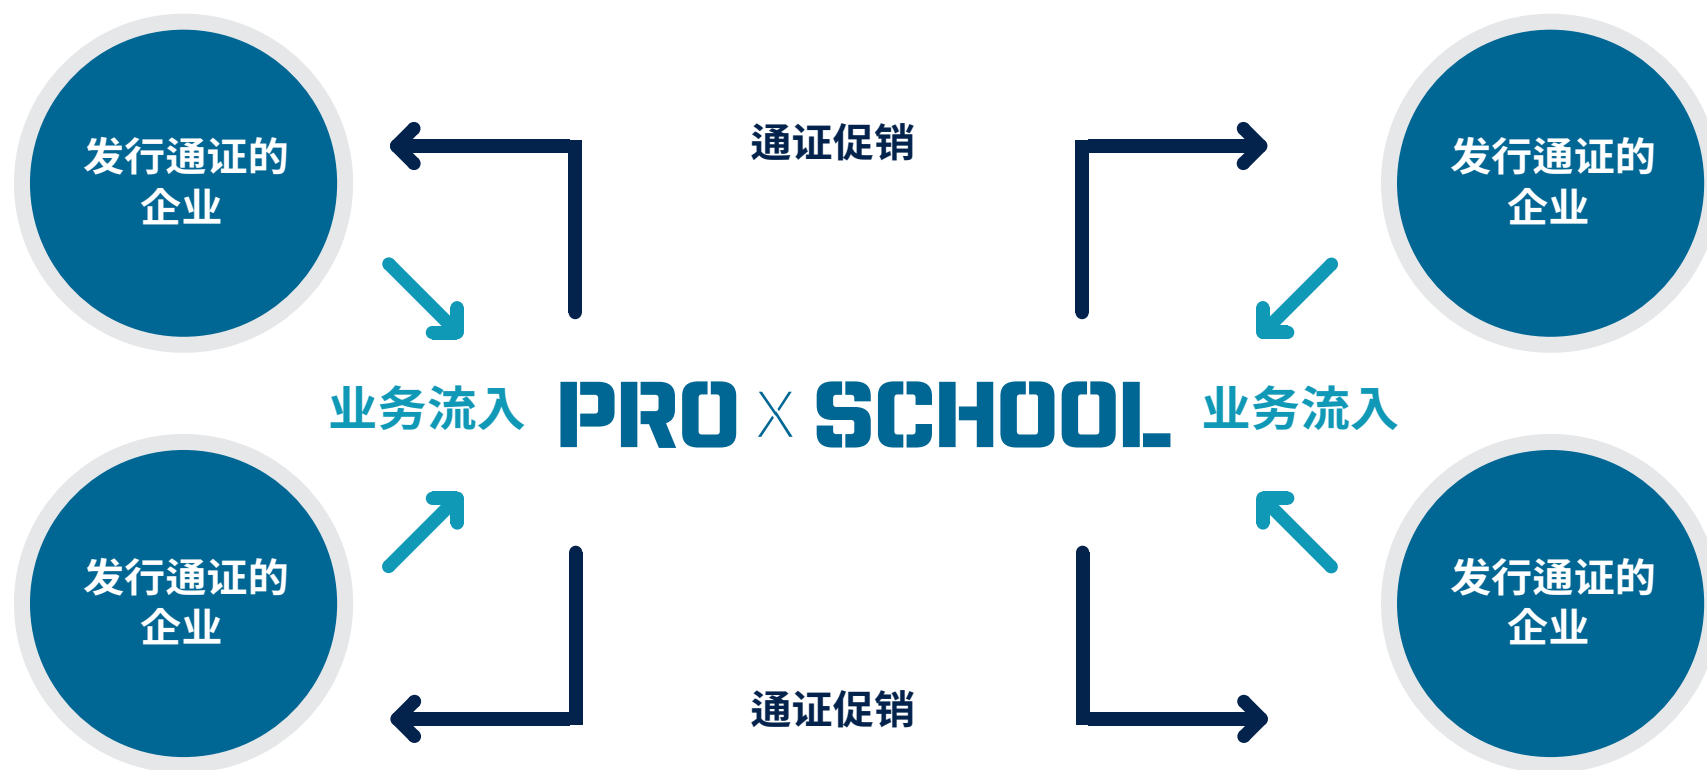 发行通证的
企业
通证促销
发行通证的
企业
业务流入
PRO X SCHOOL
业务流入
发行通证的
企业
通证促销
发行通证的
企业